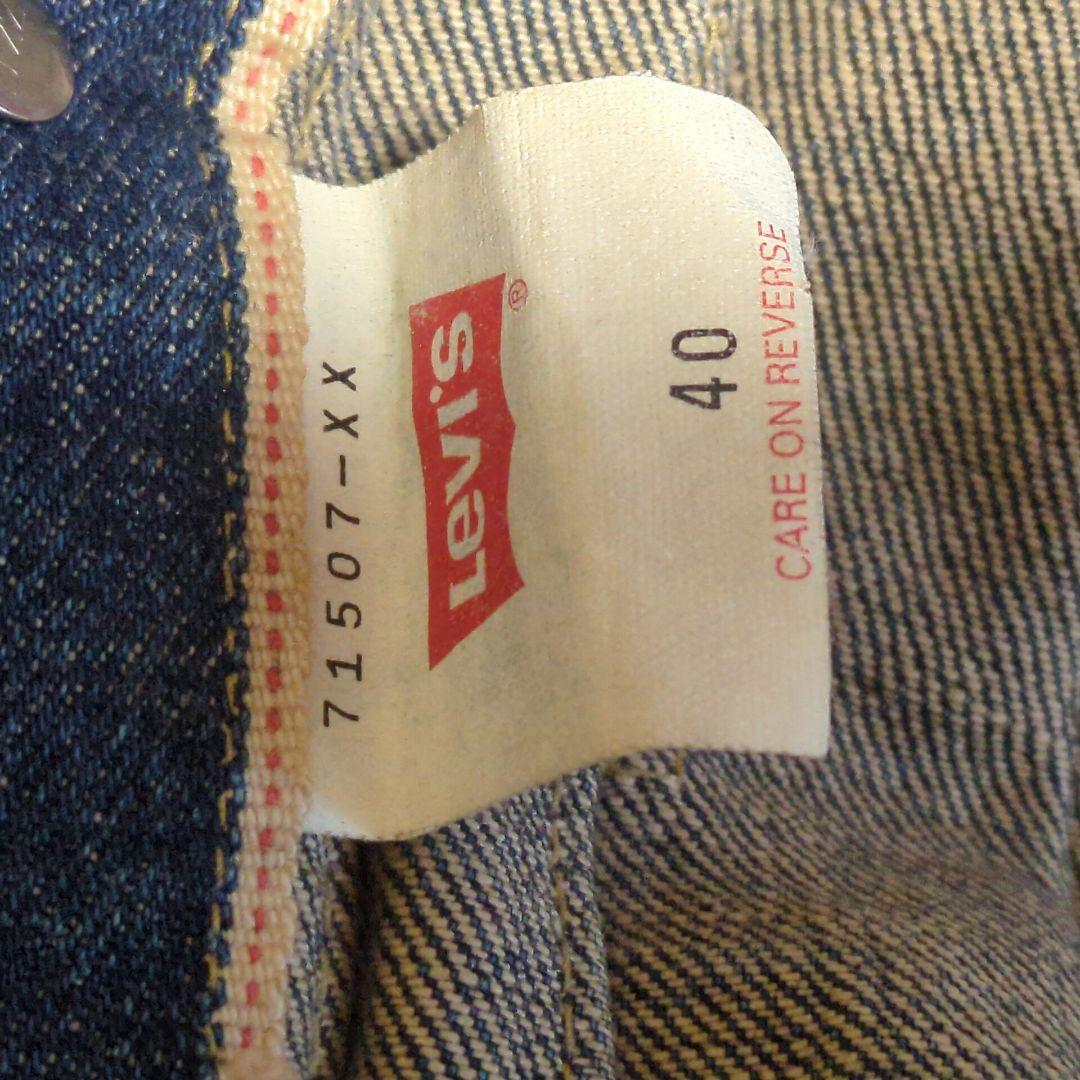 71507-XX
Levi's®
40
CARE ON REVERSE